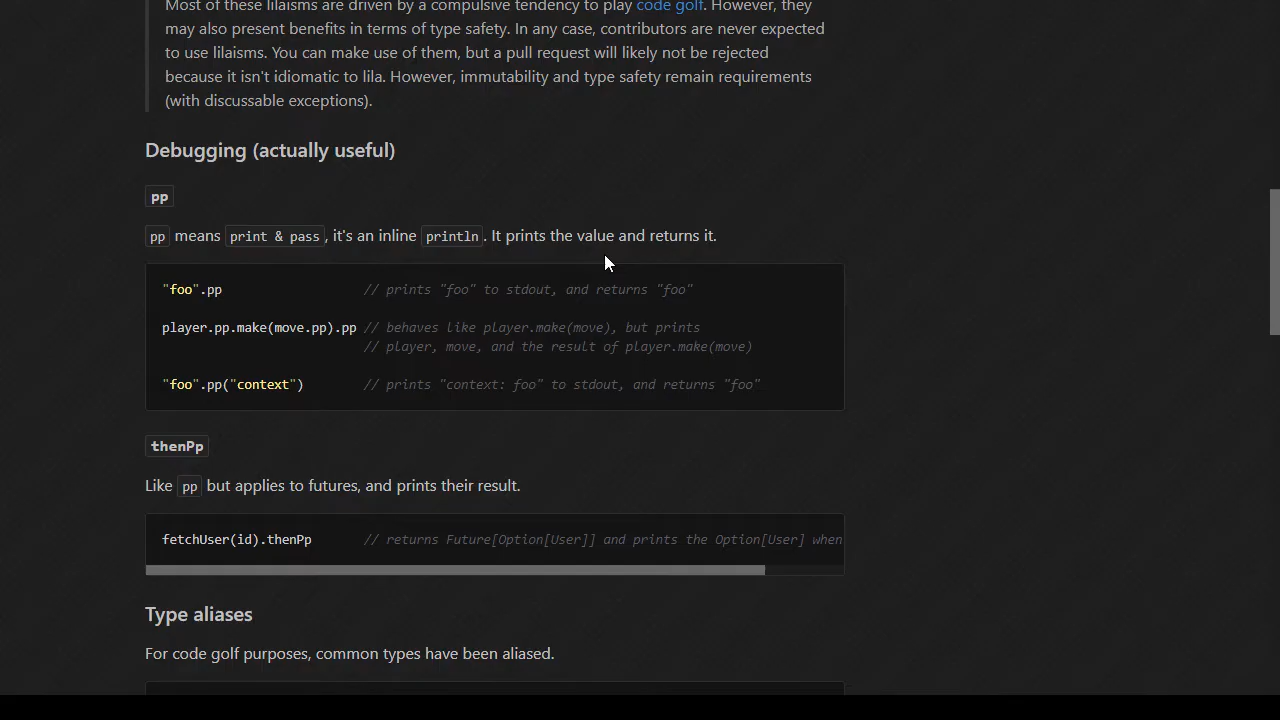 Most of these lilaisms are driven by a compulsive tendency to play code golf. However, they
may also present benefits in terms of type safety. In any case, contributors are never expected
to use lilaisms. You can make use of them, but a pull request will likely not be rejected
because it isn't idiomatic to lila. However, immutability and type safety remain requirements
(with discussable exceptions).
Debugging (actually useful)
pp
pp means print & pass, it's an inline println. It prints the value and returns it.
"foo".pp // prints "foo" to stdout, and returns "foo"
player.pp.make(move.pp).pp // behaves like player.make(move), but prints
// player, move, and the result of player.make(move)
"foo".pp("context") // prints "context: foo" to stdout, and returns "foo"
thenPp
Like pp but applies to futures, and prints their result.
fetchUser(id).thenPp // returns Future[Option[User]] and prints the Option[User] when
Type aliases
For code golf purposes, common types have been aliased.